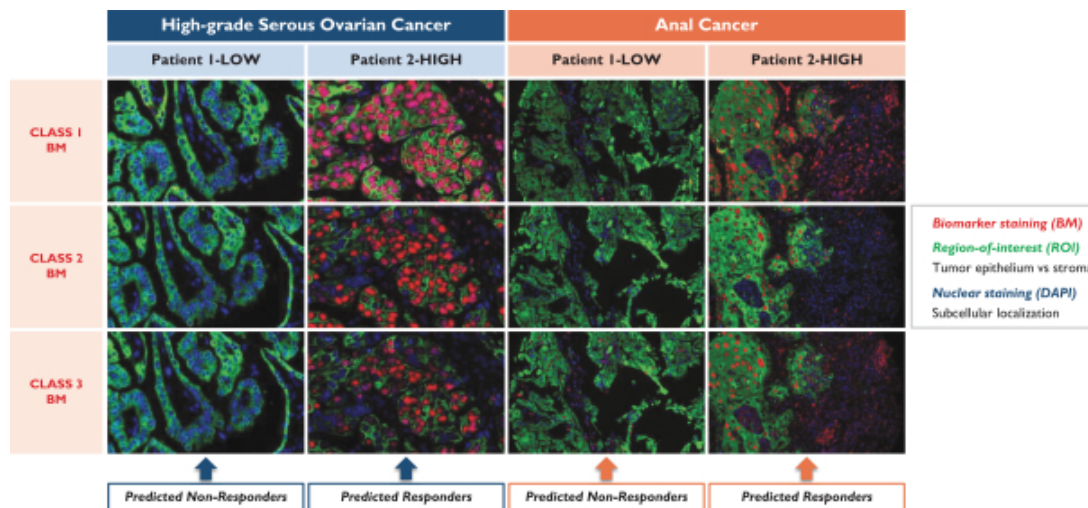 High-grade Serous Ovarian Cancer
Anal Cancer
Patient 1-LOW
Patient 2-HIGH
Patient 1-LOW
Patient 2-HIGH
CLASS 1
BM
CLASS 2
BM
CLASS 3
BM
Biomarker staining (BM)
Region-of-interest (ROI)
Tumor epithelium vs stroma
Nuclear staining (DAPI)
Subcellular localization
Predicted Non-Responders
Predicted Responders
Predicted Non-Responders
Predicted Responders